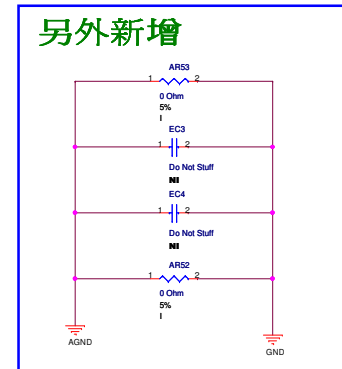 另外新增
AR53
1 2
0 Ohm
5%
I
EC3
1 2
Do Not Stuff
NI
EC4
1 2
Do Not Stuff
NI
AR52
1 2
0 Ohm
5%
I
AGND
GND